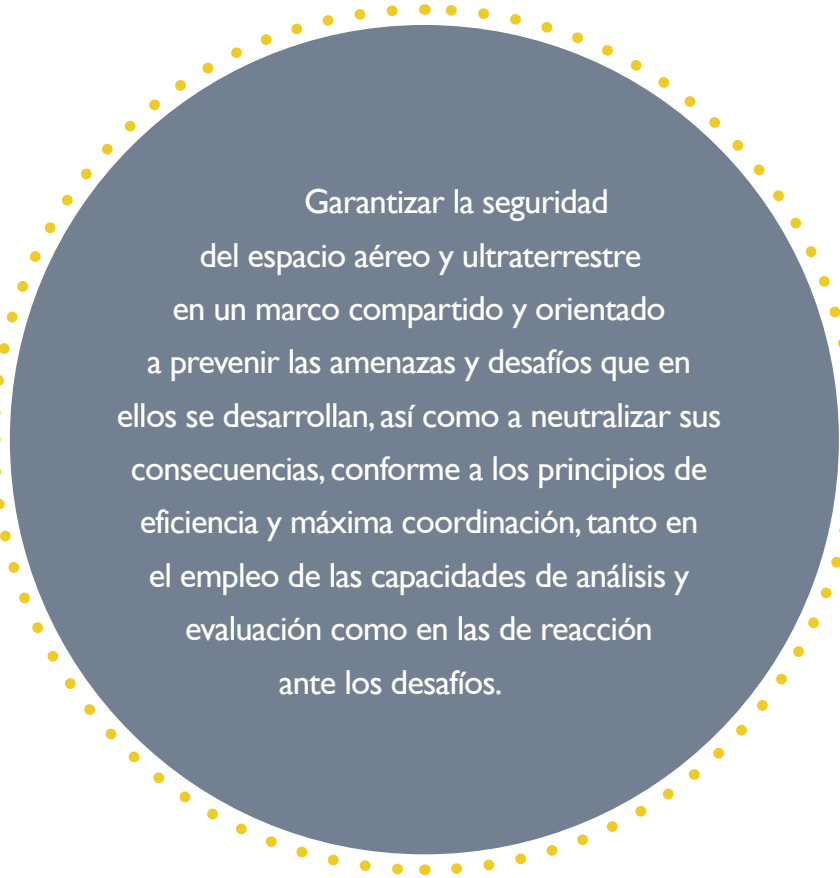 Garantizar la seguridad
del espacio aéreo y ultraterrestre
en un marco compartido y orientado
a prevenir las amenazas y desafíos que en
ellos se desarrollan, así como a neutralizar sus
consecuencias, conforme a los principios de
eficiencia y máxima coordinación, tanto en
el empleo de las capacidades de análisis y
evaluación como en las de reacción
ante los desafíos.